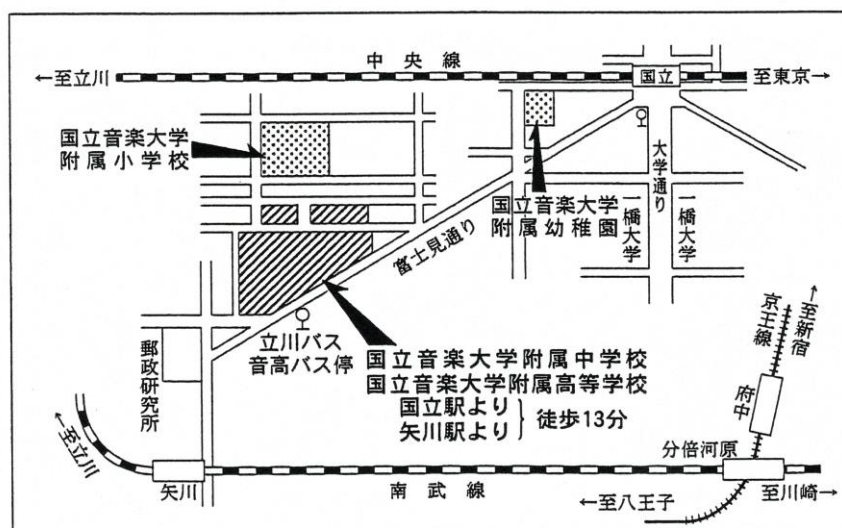 中央線
←至立川
国立
至東京→
国立音楽大学
附属小学校
国立音楽大学
附属幼稚園
大学通り
一橋大学
一橋大学
富士見通り
立川バス
音高バス停
郵政研究所
国立音楽大学附属中学校
国立音楽大学附属高等学校
国立駅より
矢川駅より
徒歩13分
京王線
←至新宿
府中
分倍河原
←至立川
矢川
南武線
←至八王子
至川崎→